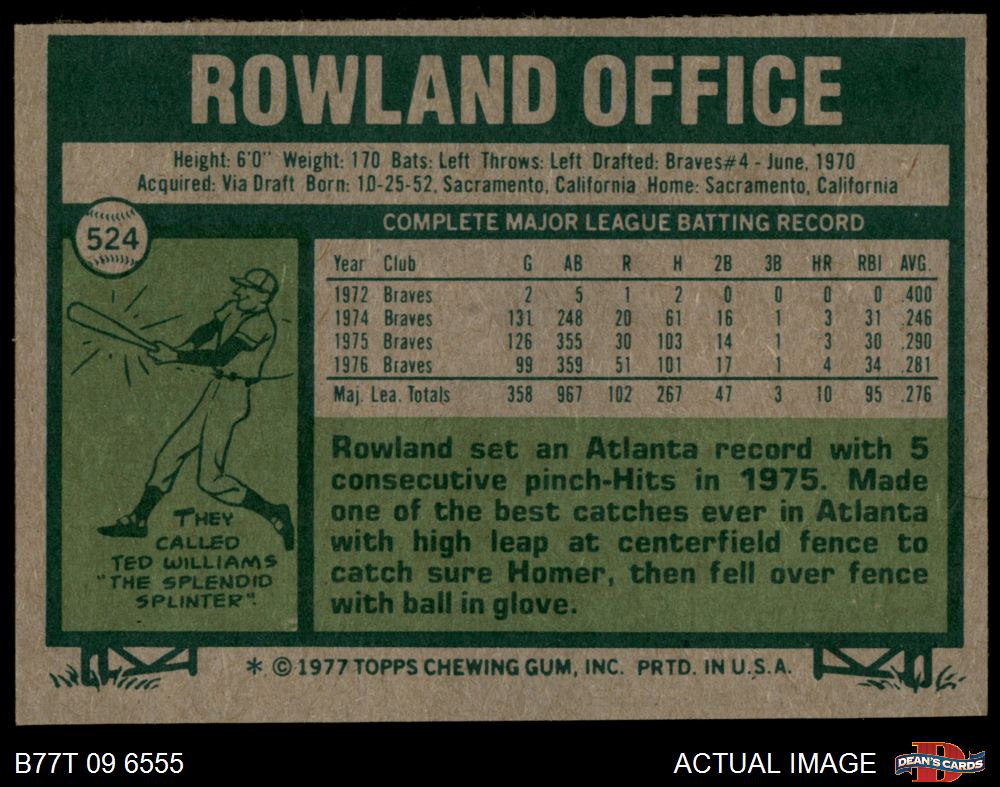 ROWLAND OFFICE
Height: 6'0" Weight: 170 Bats: Left Throws: Left Drafted: Braves#4 - June, 1970
Acquired: Via Draft Born: 10-25-52, Sacramento, California Home: Sacramento, California
524
COMPLETE MAJOR LEAGUE BATTING RECORD
Year Club G AB R H 2B 3B HR RBI AVG.
1972 Braves 2 5 1 2 0 0 0 0 .400
1974 Braves 131 248 20 61 16 1 3 31 .246
1975 Braves 126 355 30 103 14 1 3 30 .290
1976 Braves 99 359 51 101 17 1 4 34 .281
Maj. Lea. Totals 358 967 102 267 47 3 10 95 .276
Rowland set an Atlanta record with 5
consecutive pinch-Hits in 1975. Made
one of the best catches ever in Atlanta
with high leap at centerfield fence to
catch sure Homer, then fell over fence
with ball in glove.
THEY
CALLED
TED WILLIAMS
"THE SPLENDID
SPLINTER".
* © 1977 TOPPS CHEWING GUM, INC. PRTD. IN U.S.A.
B77T 09 6555
ACTUAL IMAGE
DEAN'S CARDS